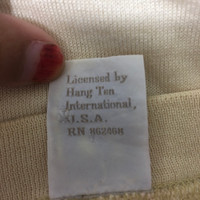 Licensed by
Hang Ten
International,
U.S.A.
RN